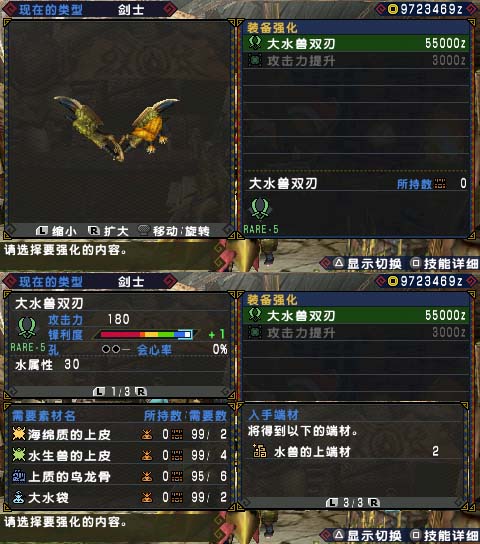 现在的类型 剑士
9723469z
装备强化
大水兽双刃 55000z
攻击力提升 3000z
大水兽双刃 所持数 0
RARE-5
L 缩小 R 扩大 移动/旋转
请选择要强化的内容。
△显示切换 □技能详细
现在的类型 剑士
9723469z
大水兽双刃
攻击力 180
锋利度 +1
RARE-5 孔 ●●— 会心率 0%
水属性 30
L 1/3 R
装备强化
大水兽双刃 55000z
攻击力提升 3000z
需要素材名 所持数/需要数
海绵质的上皮 0 99/ 2
水生兽的上皮 0 99/ 4
上质的鸟龙骨 0 95/ 6
大水袋 0 99/ 2
入手端材
将得到以下的端材。
水兽的上端材 2
L 3/3 R
请选择要强化的内容。
△显示切换 □技能详细